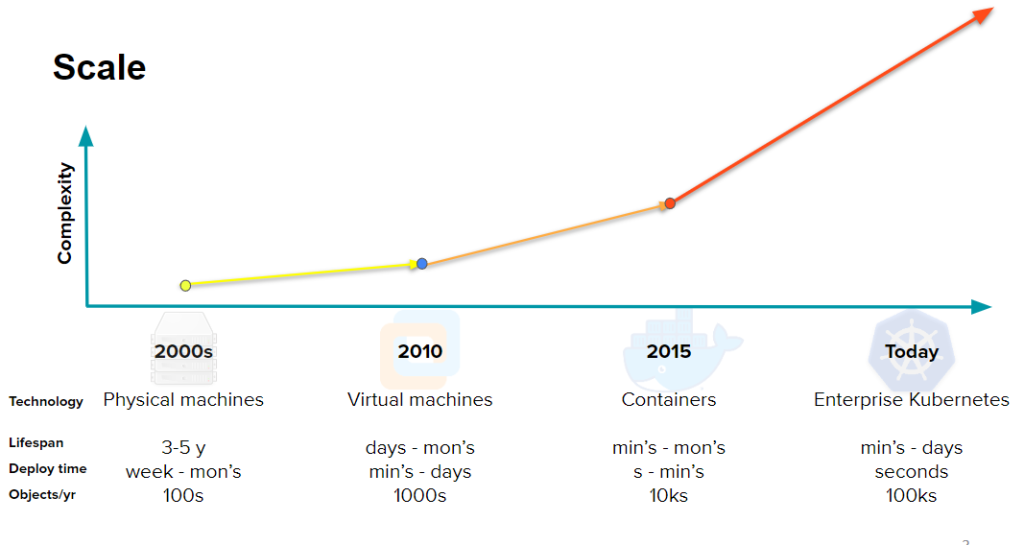 Scale
Complexity
2000s 2010 2015 Today
Technology Physical machines Virtual machines Containers Enterprise Kubernetes
Lifespan 3-5 y days - mon's min's - mon's min's - days
Deploy time week - mon's min's - days s - min's seconds
Objects/yr 100s 1000s 10ks 100ks